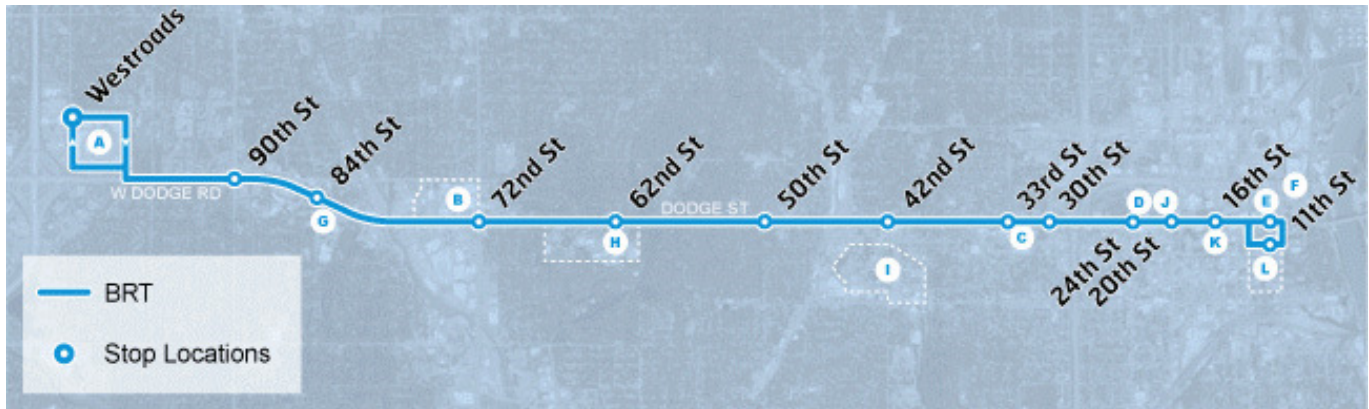 Westroads
90th St
84th St
72nd St
62nd St
50th St
42nd St
33rd St
30th St
24th St
20th St
16th St
11th St
A
W DODGE RD
G
B
H
DODGE ST
I
C
D
J
K
E
F
L
BRT
Stop Locations